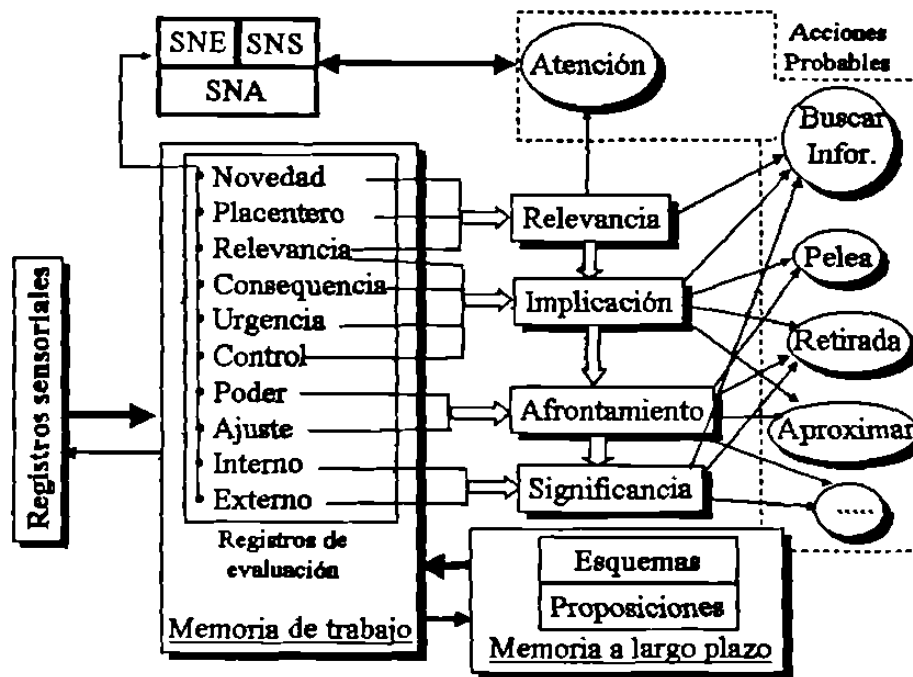 SNE SNS
SNA
Atención
Acciones
Probables
Buscar
Infor.
Novedad
Placentero
Relevancia
Consequencia
Urgencia
Control
Poder
Ajuste
Interno
Externo
Registros de
evaluación
Memoria de trabajo
Registros sensoriales
Relevancia
Implicación
Afrontamiento
Significancia
Pelea
Retirada
Aproximar
.....
Esquemas
Proposiciones
Memoria a largo plazo